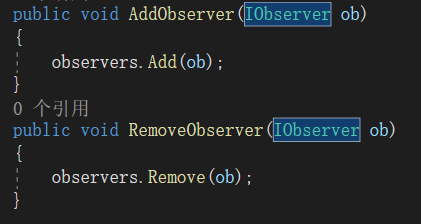 public void AddObserver(IObserver ob)
{
observers.Add(ob);
}
0 个引用
public void RemoveObserver(IObserver ob)
{
observers.Remove(ob);
}